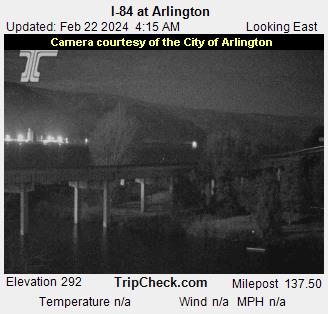 I-84 at Arlington
Updated: Feb 22 2024 4:15 AM Looking East
Camera courtesy of the City of Arlington
Elevation 292 TripCheck.com Milepost 137.50
Temperature n/a Wind n/a MPH n/a